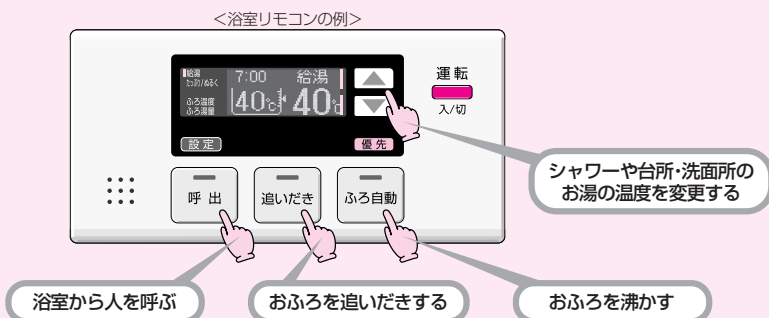 <浴室リモコンの例>
給湯
7:00
給湯
ふろ温度
ふろ湯量
40℃
40℃
運転
入/切
設定
優先
呼出
追いだき
ふろ自動
シャワーや台所・洗面所の
お湯の温度を変更する
浴室から人を呼ぶ
おふろを追いだきする
おふろを沸かす